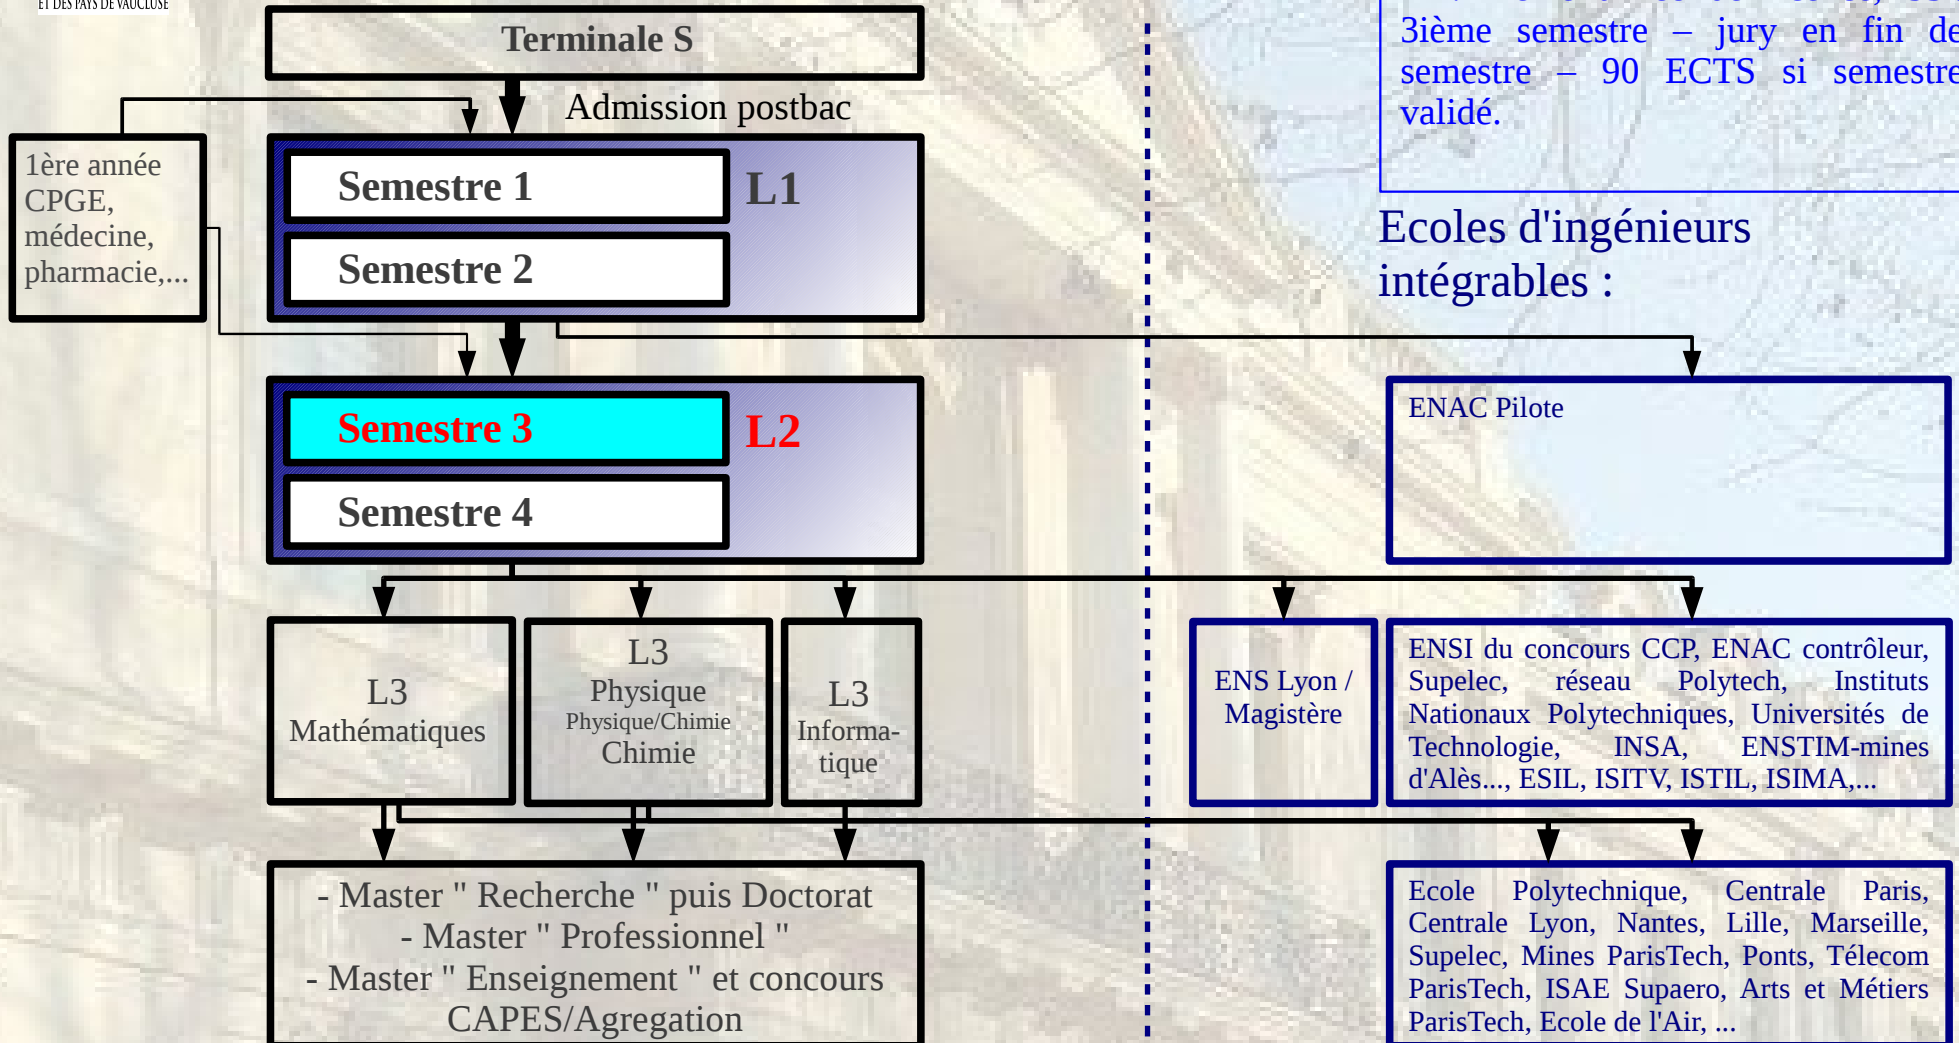 ET DES PAYS DE VAUCLUSE
Terminale S
Admission postbac
1ère année
CPGE,
médecine,
pharmacie,...
Semestre 1
L1
Semestre 2
Semestre 3
L2
Semestre 4
L3
Mathématiques
L3
Physique
Physique/Chimie
Chimie
L3
Informa-
tique
- Master " Recherche " puis Doctorat
- Master " Professionnel "
- Master " Enseignement " et concours
CAPES/Agregation
3ième semestre – jury en fin de
semestre – 90 ECTS si semestre
validé.
Ecoles d'ingénieurs
intégrables :
ENAC Pilote
ENS Lyon /
Magistère
ENSI du concours CCP, ENAC contrôleur,
Supelec, réseau Polytech, Instituts
Nationaux Polytechniques, Universités de
Technologie, INSA, ENSTIM-mines
d'Alès..., ESIL, ISITV, ISTIL, ISIMA,...
Ecole Polytechnique, Centrale Paris,
Centrale Lyon, Nantes, Lille, Marseille,
Supelec, Mines ParisTech, Ponts, Télecom
ParisTech, ISAE Supaero, Arts et Métiers
ParisTech, Ecole de l'Air, ...